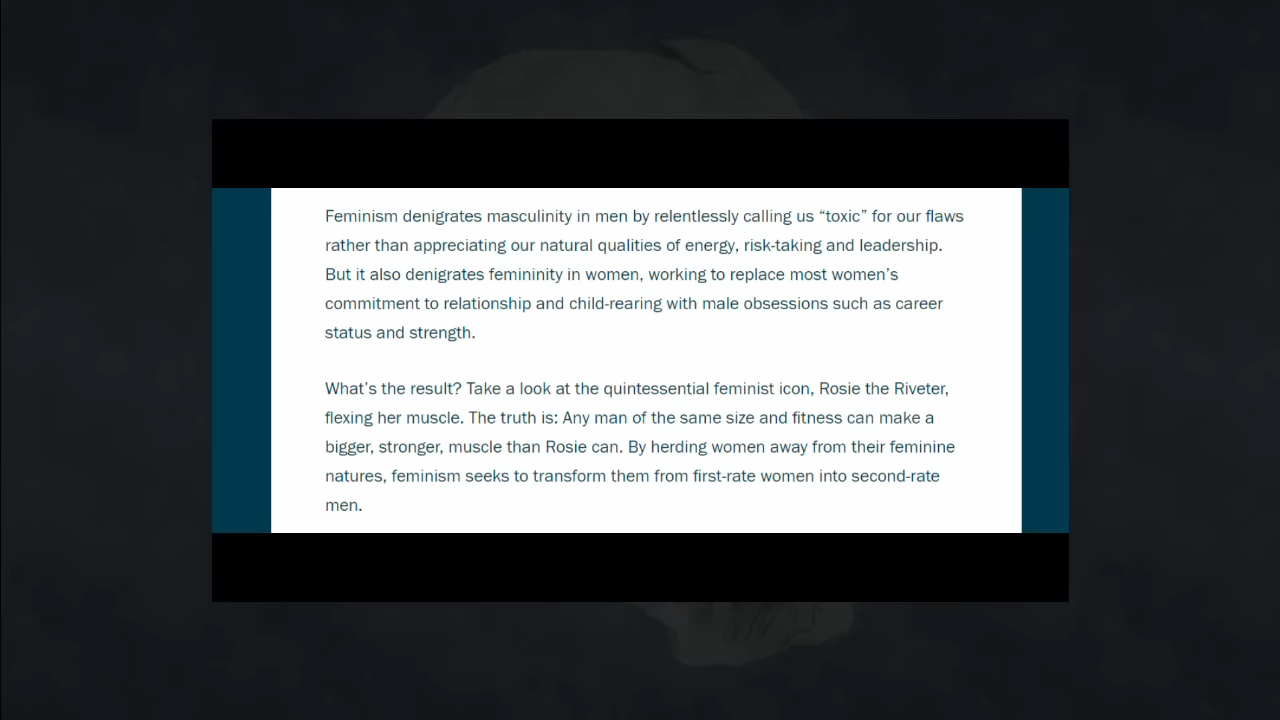 Feminism denigrates masculinity in men by relentlessly calling us “toxic” for our flaws
rather than appreciating our natural qualities of energy, risk-taking and leadership.
But it also denigrates femininity in women, working to replace most women’s
commitment to relationship and child-rearing with male obsessions such as career
status and strength.
What’s the result? Take a look at the quintessential feminist icon, Rosie the Riveter,
flexing her muscle. The truth is: Any man of the same size and fitness can make a
bigger, stronger, muscle than Rosie can. By herding women away from their feminine
natures, feminism seeks to transform them from first-rate women into second-rate
men.